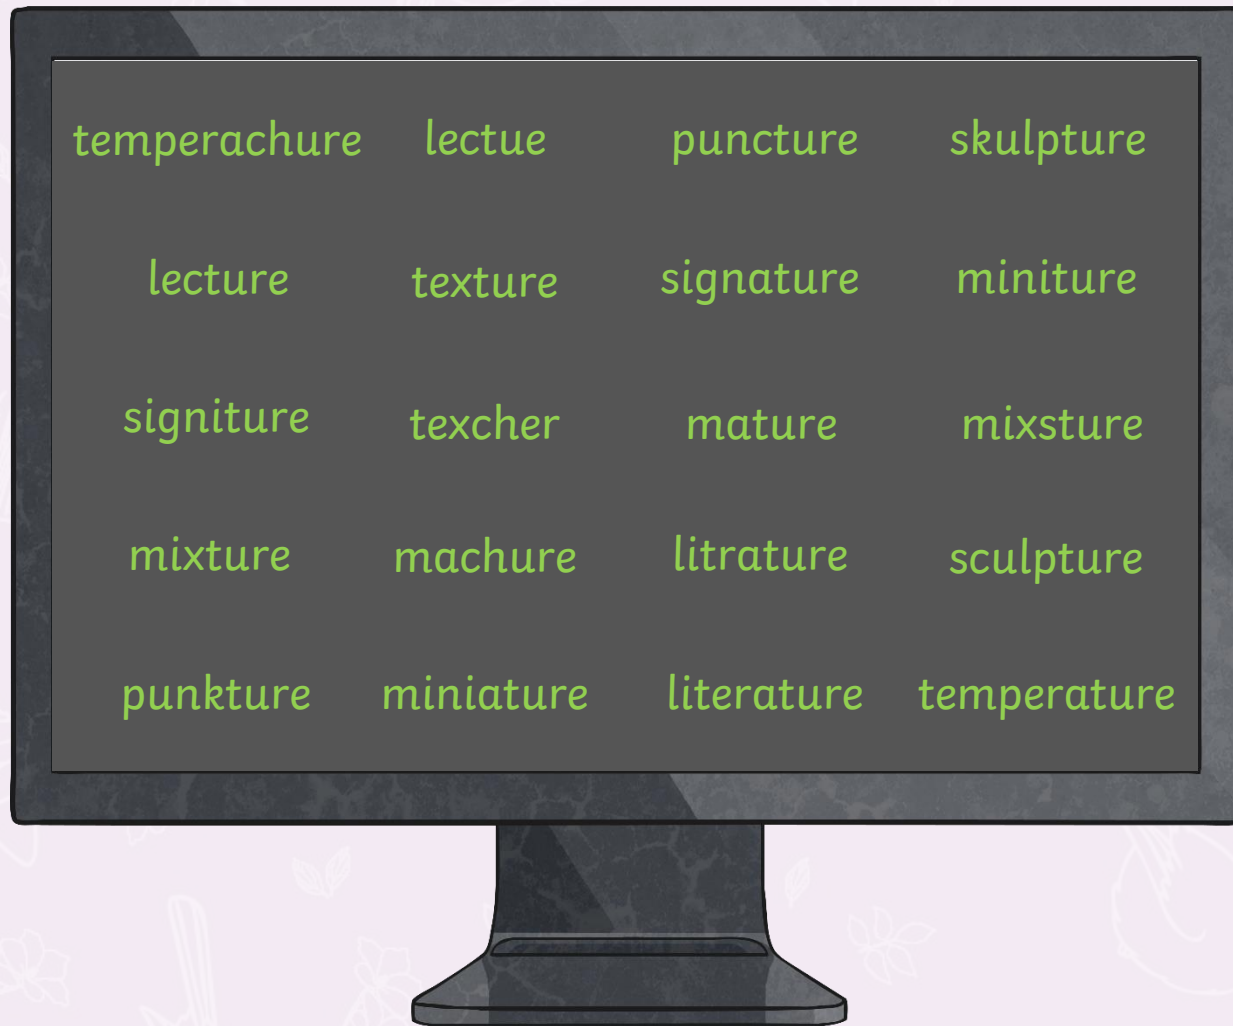 temperachure lectue puncture skulpture
lecture texture signature miniture
signiture texcher mature mixsture
mixture machure litrature sculpture
punkture miniature literature temperature